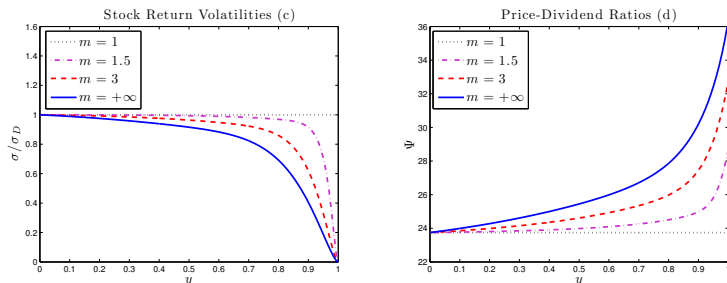 Stock Return Volatilities (c)
1.6
1.4
1.2
1
0.8
0.6
0.4
0.2
0
σ/σ_D
m = 1
m = 1.5
m = 3
m = +∞
0 0.1 0.2 0.3 0.4 0.5 0.6 0.7 0.8 0.9 1
y
Price-Dividend Ratios (d)
36
34
32
30
28
26
24
22
Ψ
m = 1
m = 1.5
m = 3
m = +∞
0 0.1 0.2 0.3 0.4 0.5 0.6 0.7 0.8 0.9 1
y